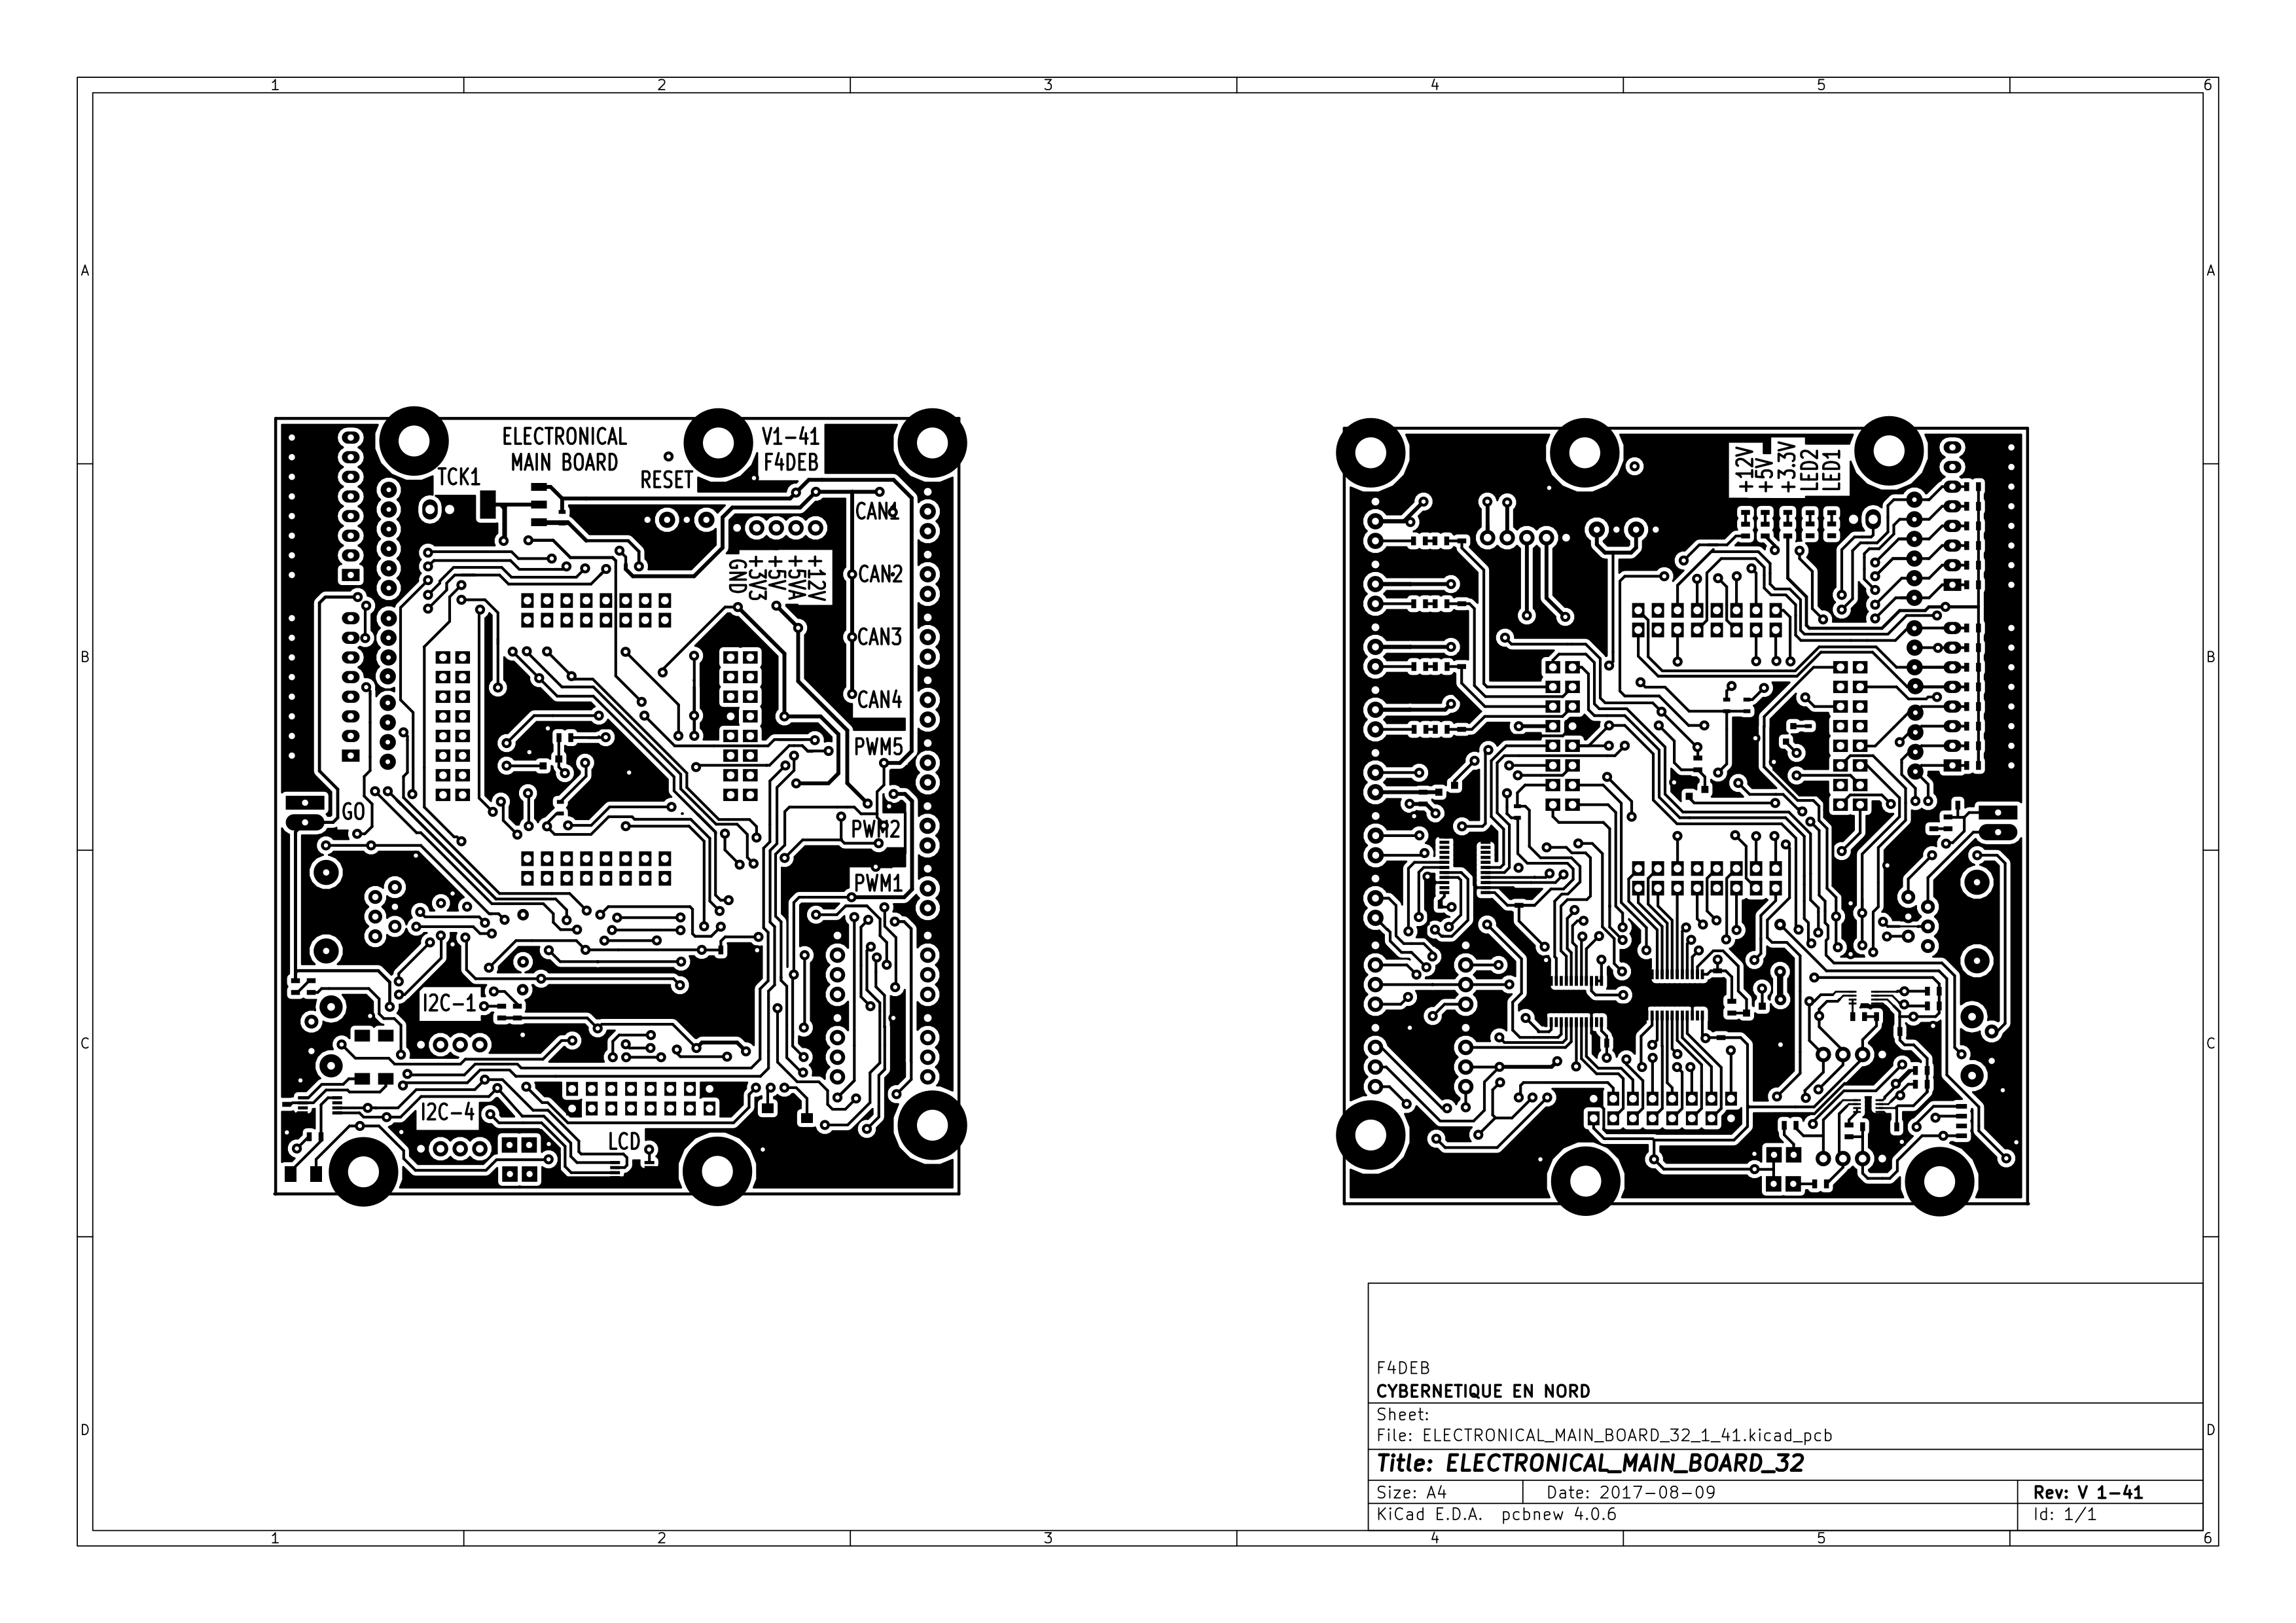 1 2 3 4 5 6
A A
ELECTRONICAL
MAIN BOARD
V1-41
F4DEB
TCK1
RESET
CAN1
CAN2
CAN3
CAN4
+12V
+5VA
+5V
+3V3
GND
PWM5
PWM2
PWM1
GO
I2C-1
I2C-4
LCD
+12V
+5V
+3.3V
LED2
LED1
B B
C C
F4DEB
CYBERNETIQUE EN NORD
Sheet:
File: ELECTRONICAL_MAIN_BOARD_32_1_41.kicad_pcb
Title: ELECTRONICAL_MAIN_BOARD_32
Size: A4 Date: 2017-08-09 Rev: V 1-41
KiCad E.D.A. pcbnew 4.0.6 Id: 1/1
D D
1 2 3 4 5 6